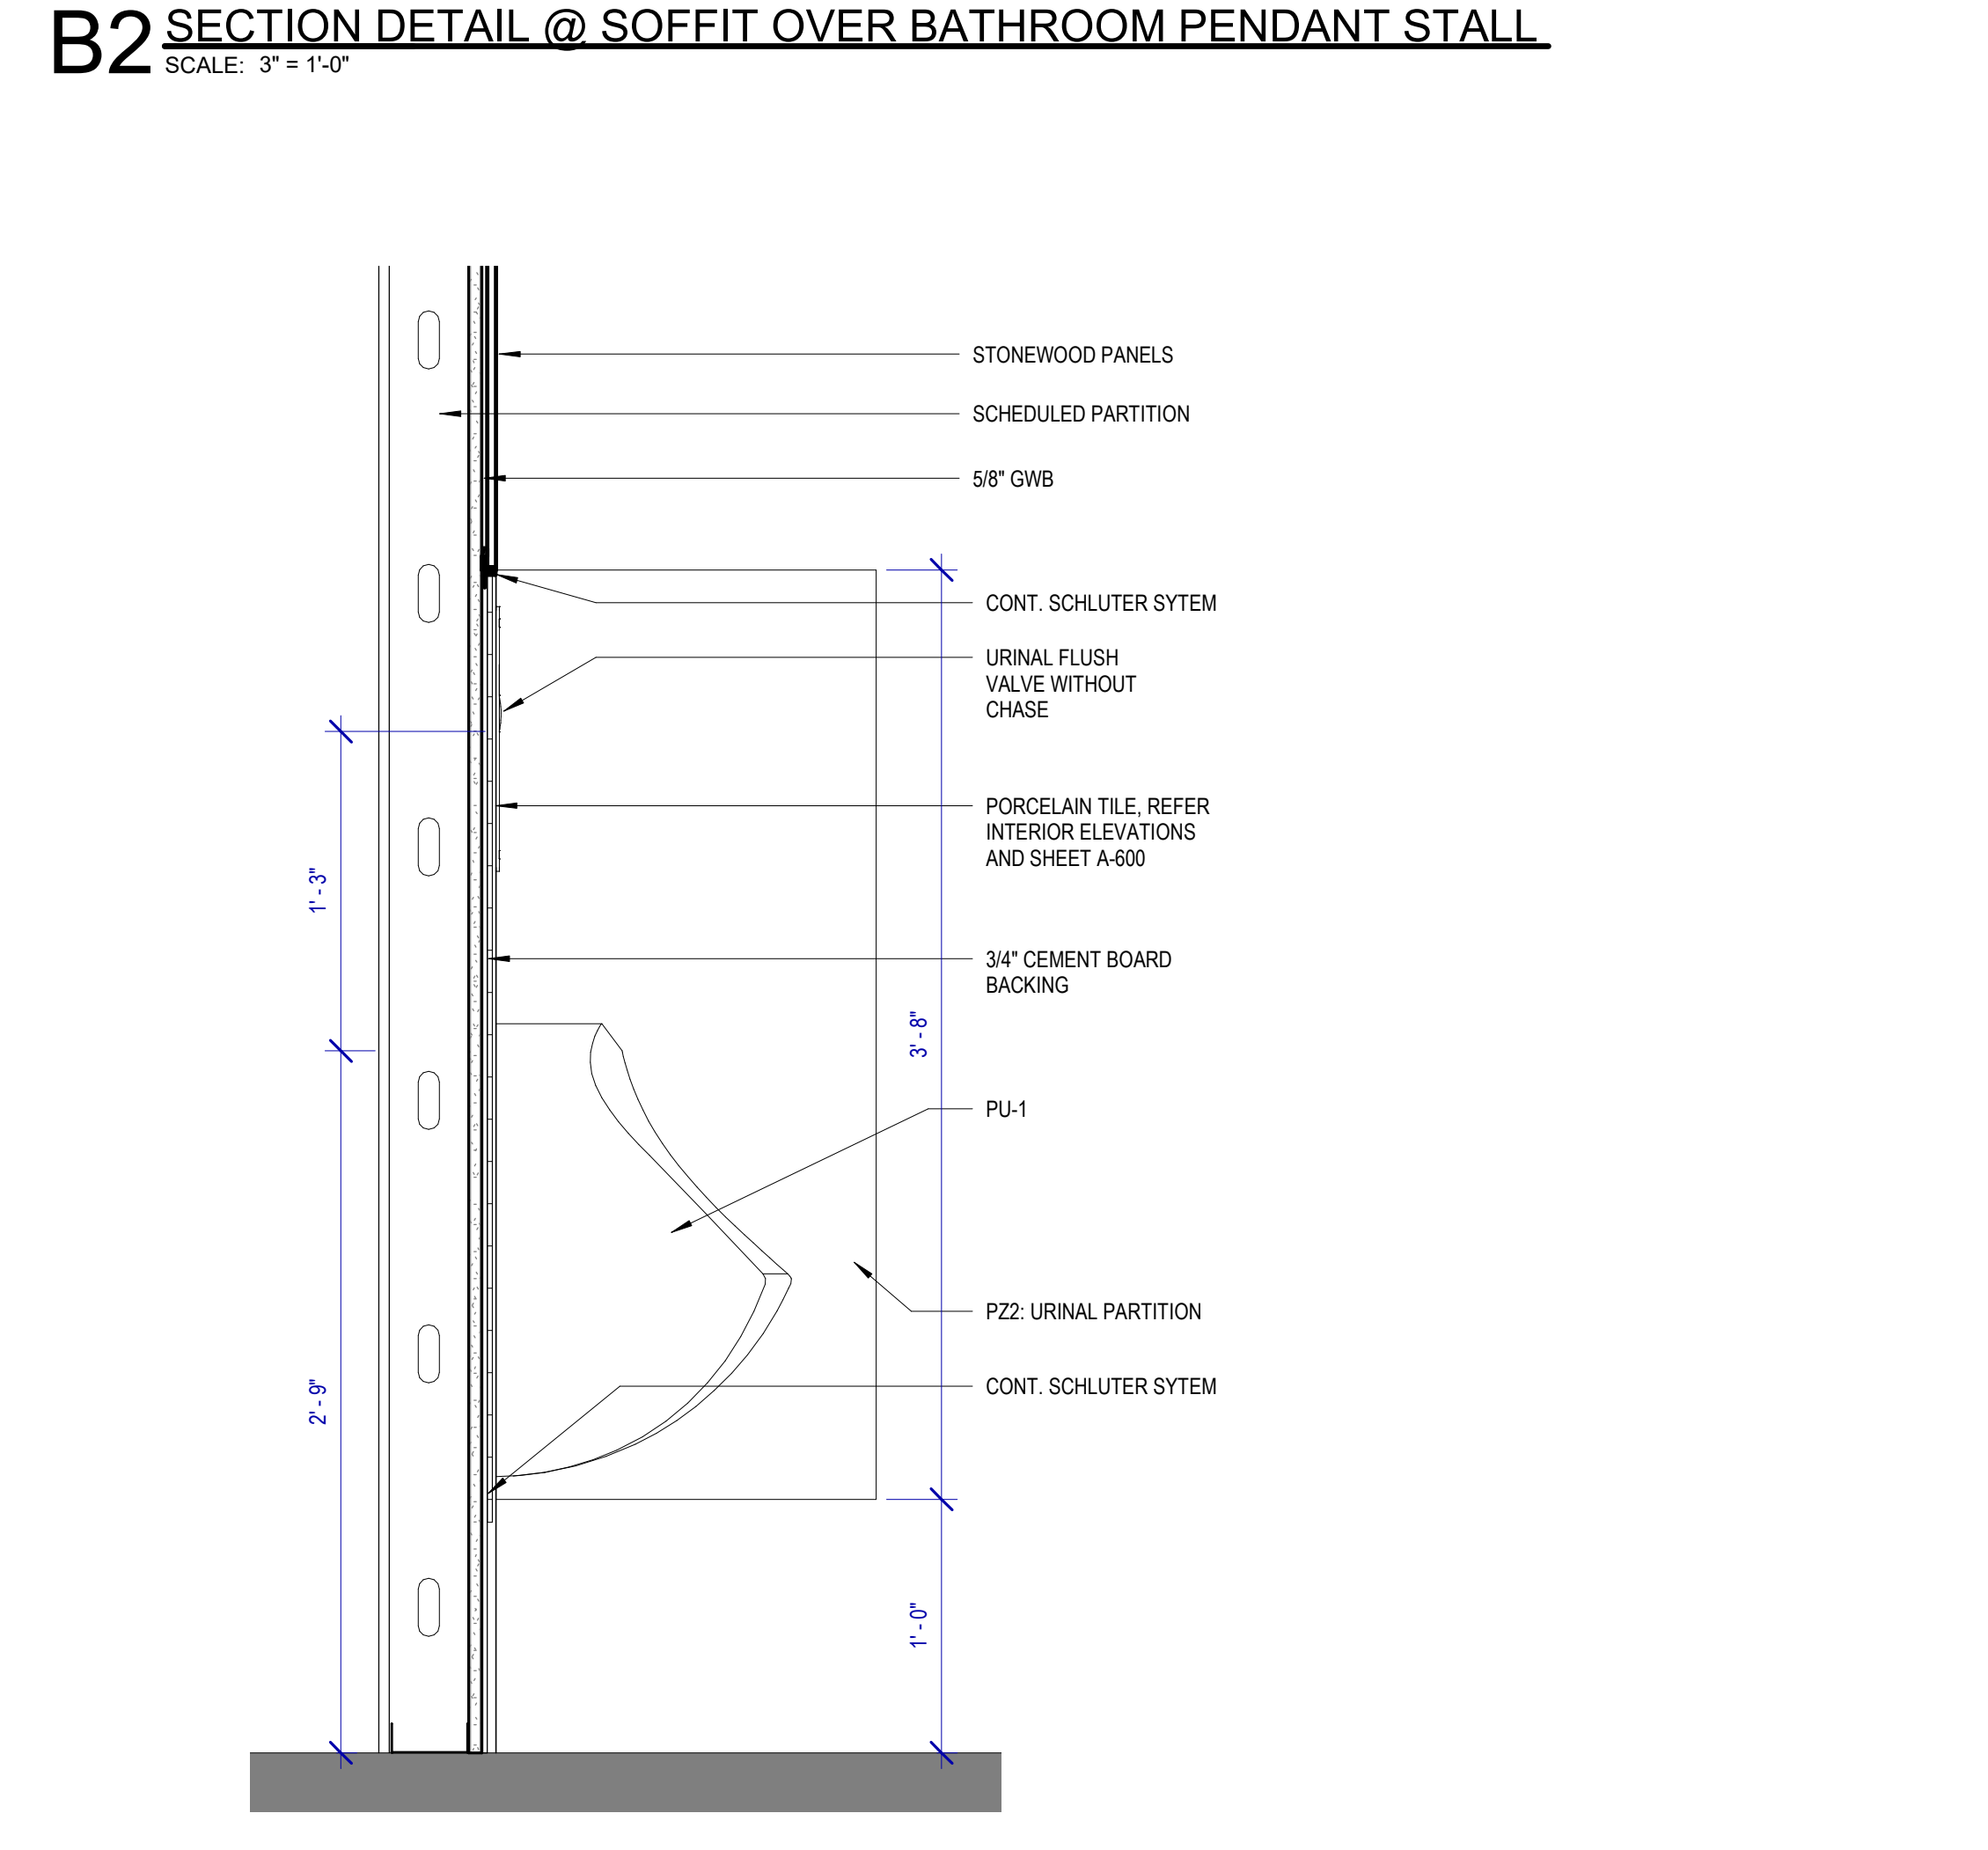 B2 SECTION DETAIL @ SOFFIT OVER BATHROOM PENDANT STALL
SCALE: 3" = 1'-0"
STONEWOOD PANELS
SCHEDULED PARTITION
5/8" GWB
CONT. SCHLUTER SYTEM
URINAL FLUSH
VALVE WITHOUT
CHASE
PORCELAIN TILE, REFER
INTERIOR ELEVATIONS
AND SHEET A-600
1' - 3"
3/4" CEMENT BOARD
BACKING
3' - 8"
PU-1
PZ2: URINAL PARTITION
CONT. SCHLUTER SYTEM
2' - 9"
1' - 0"